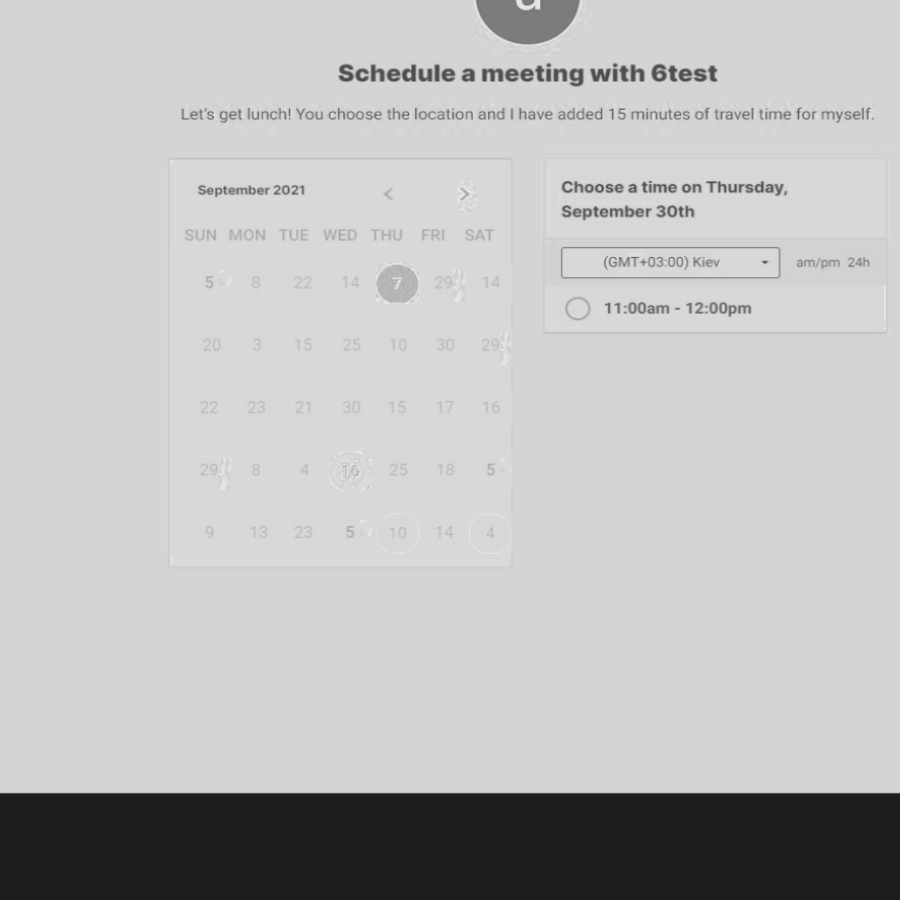 Schedule a meeting with 6test
Let's get lunch! You choose the location and I have added 15 minutes of travel time for myself.
September 2021 < >
SUN MON TUE WED THU FRI SAT
5 8 22 14 7 29 14
20 3 15 25 10 30 29
22 23 21 30 15 17 16
29 8 4 16 25 18 5
9 13 23 5 10 14 4
Choose a time on Thursday,
September 30th
(GMT+03:00) Kiev am/pm 24h
11:00am - 12:00pm